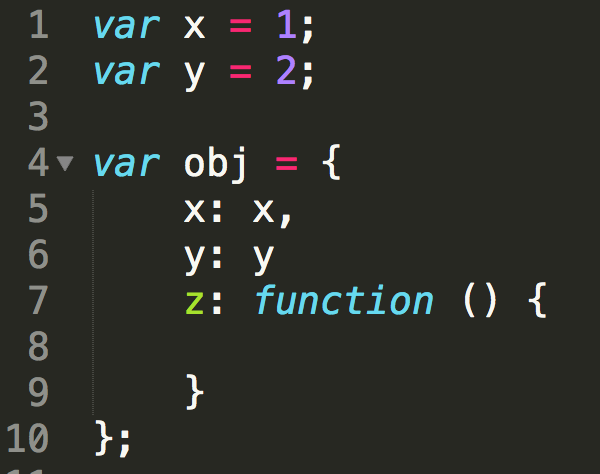 1 var x = 1;
2 var y = 2;
3
4 var obj = {
5     x: x,
6     y: y
7     z: function () {
8
9     }
10 };